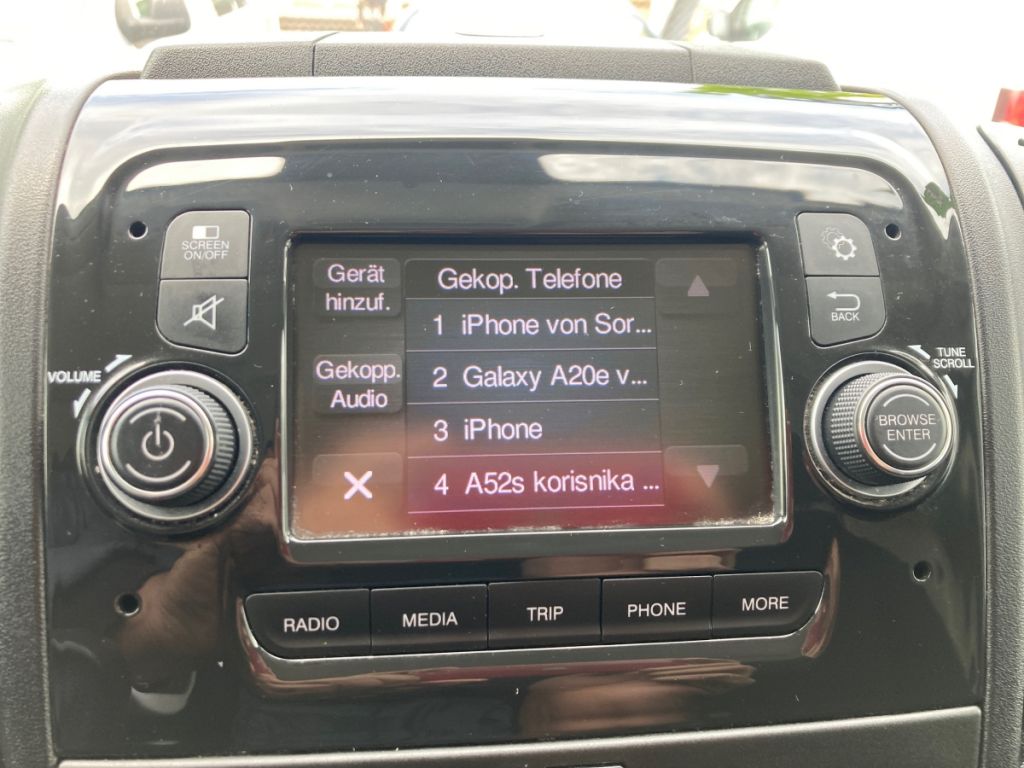 SCREEN
ON/OFF
VOLUME
Gerät
hinzuf.
Gekopp.
Audio
Gekop. Telefone
1 iPhone von Sor...
2 Galaxy A20e v...
3 iPhone
4 A52s korisnika ...
BACK
TUNE
SCROLL
BROWSE
ENTER
RADIO
MEDIA
TRIP
PHONE
MORE